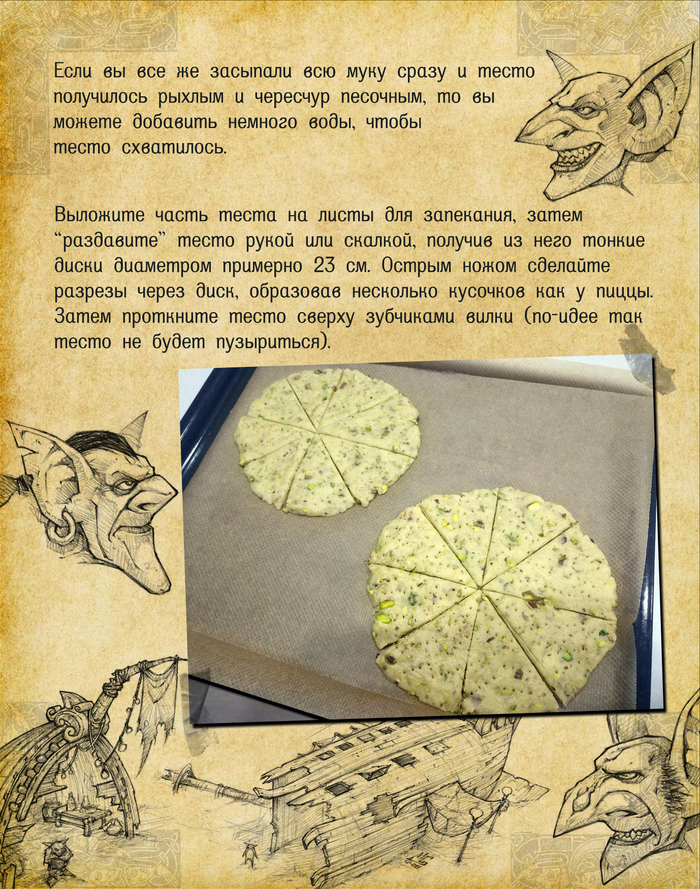 Если вы все же засыпали всю муку сразу и тесто
получилось рыхлым и чересчур песочным, то вы
можете добавить немного воды, чтобы
тесто схватилось.
Выложите часть теста на листы для запекания, затем
“раздавите” тесто рукой или скалкой, получив из него тонкие
диски диаметром примерно 23 см. Острым ножом сделайте
разрезы через диск, образовав несколько кусочков как у пиццы.
Затем проткните тесто сверху зубчиками вилки (по-идее так
тесто не будет пузыриться).